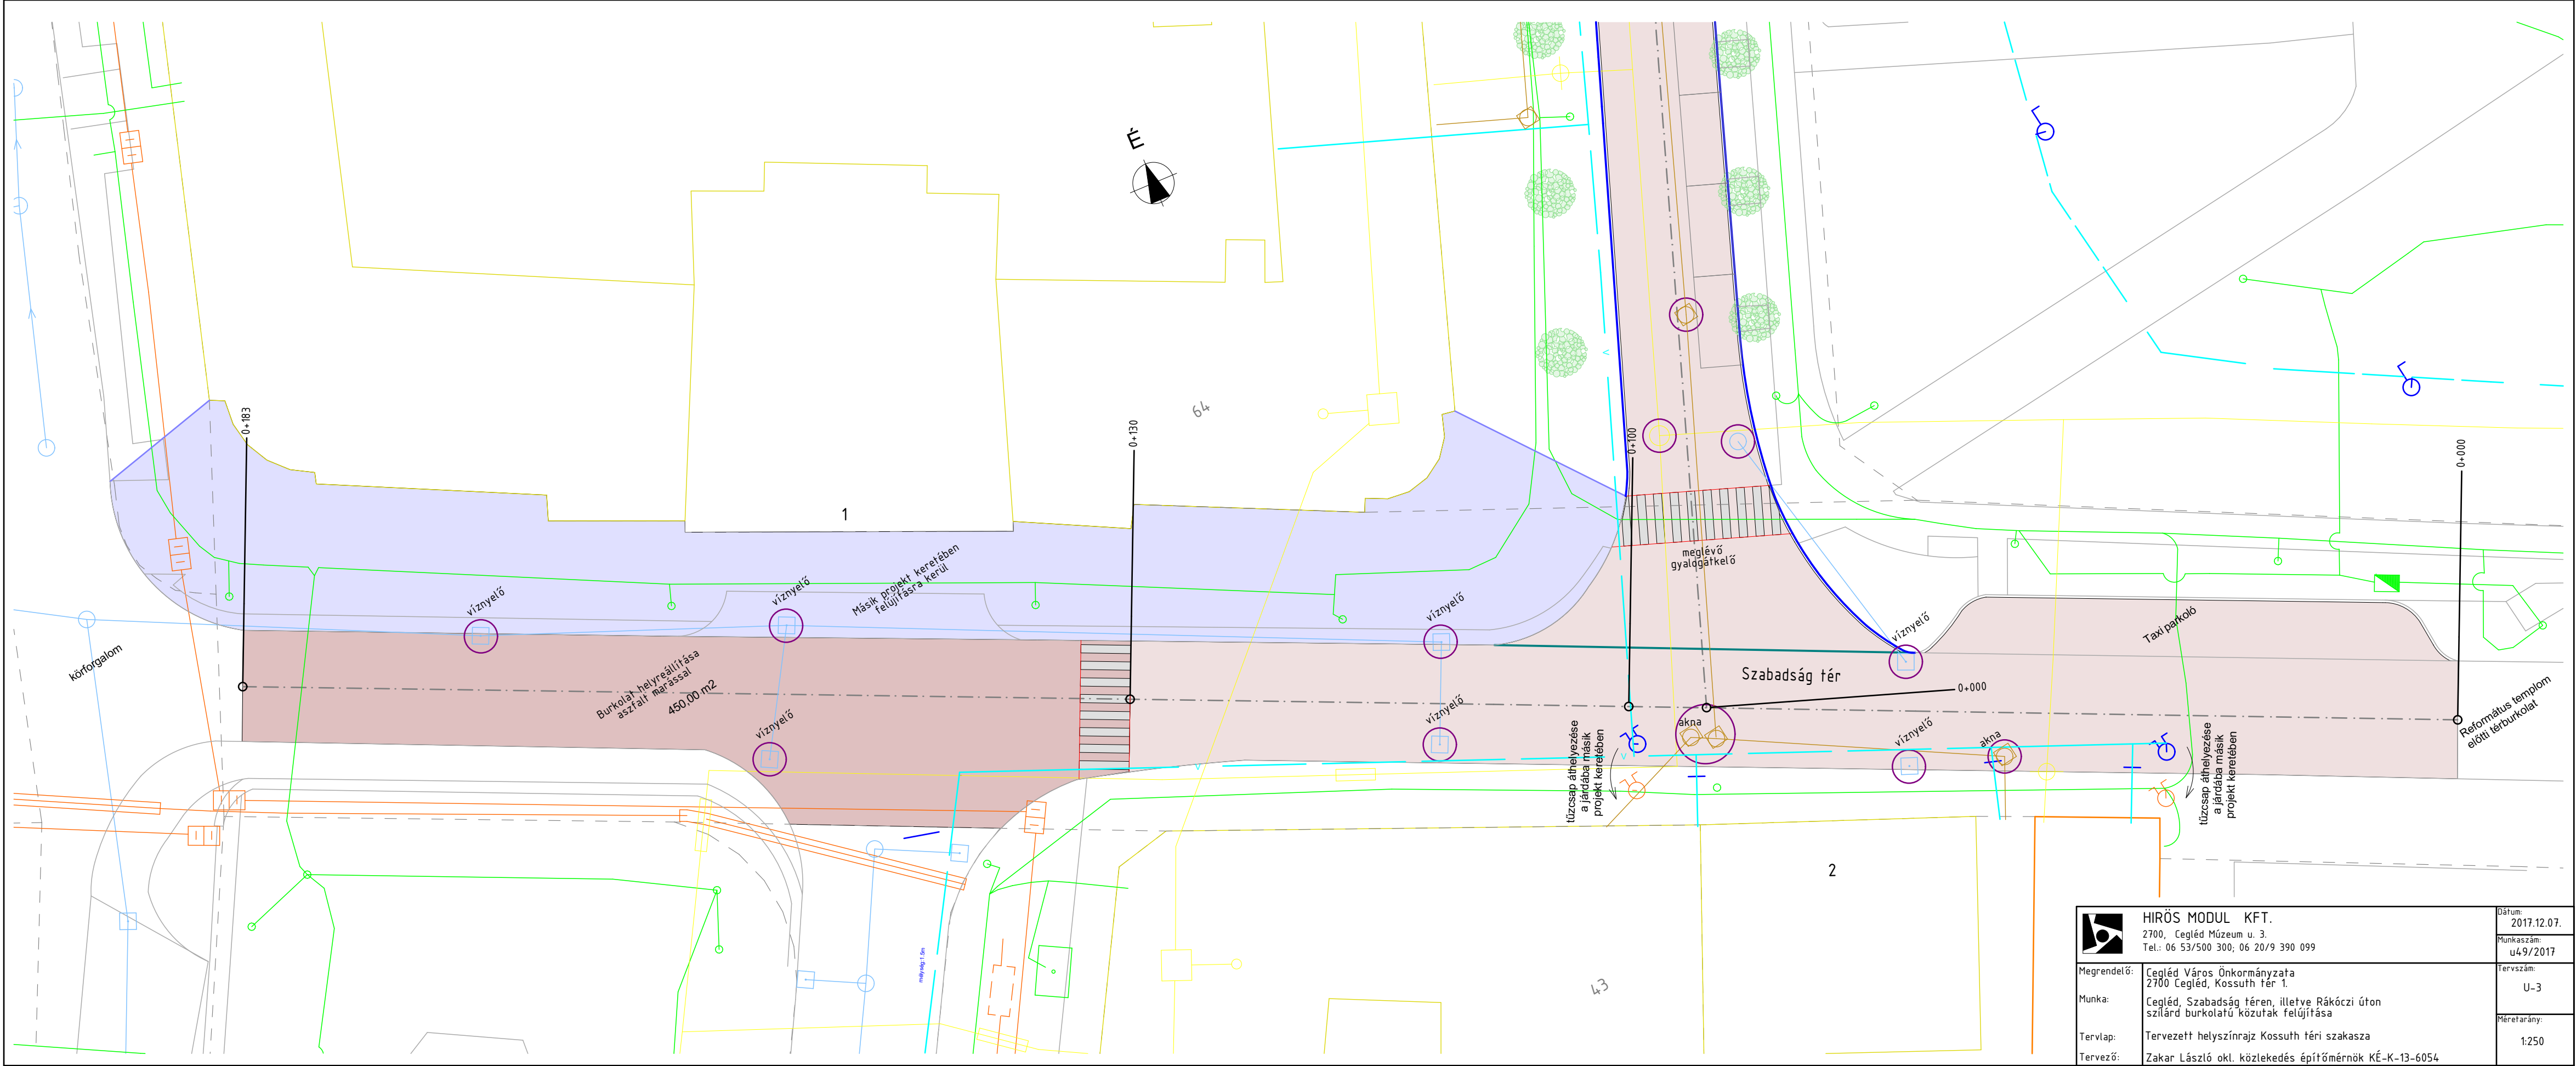 É
0+183
0+130
0+100
0+000
64
1
Másik projekt keretében
felújításra kerül
víznyelő
víznyelő
víznyelő
víznyelő
meglévő
gyalogátkelő
Taxi parkoló
körforgalom
Burkolat helyreállítása
aszfalt marással
450,00 m2
víznyelő
víznyelő
víznyelő
Szabadság tér
0+000
akna
akna
tűzcsap áthelyezése
a járdába másik
projekt keretében
tűzcsap áthelyezése
a járdába másik
projekt keretében
Református templom
előtti térburkolat
2
43
mélység:1.5m
HIRÖS MODUL KFT.
2700, Cegléd Múzeum u. 3.
Tel.: 06 53/500 300; 06 20/9 390 099
Dátum:
2017.12.07.
Munkaszám:
u49/2017
Megrendelő: Cegléd Város Önkormányzata
2700 Cegléd, Kossuth tér 1.
Tervszám:
U-3
Munka: Cegléd, Szabadság téren, illetve Rákóczi úton
szilárd burkolatú közutak felújítása
Méretarány:
1:250
Tervlap: Tervezett helyszínrajz Kossuth téri szakasza
Tervező: Zakar László okl. közlekedés építőmérnök KÉ-K-13-6054